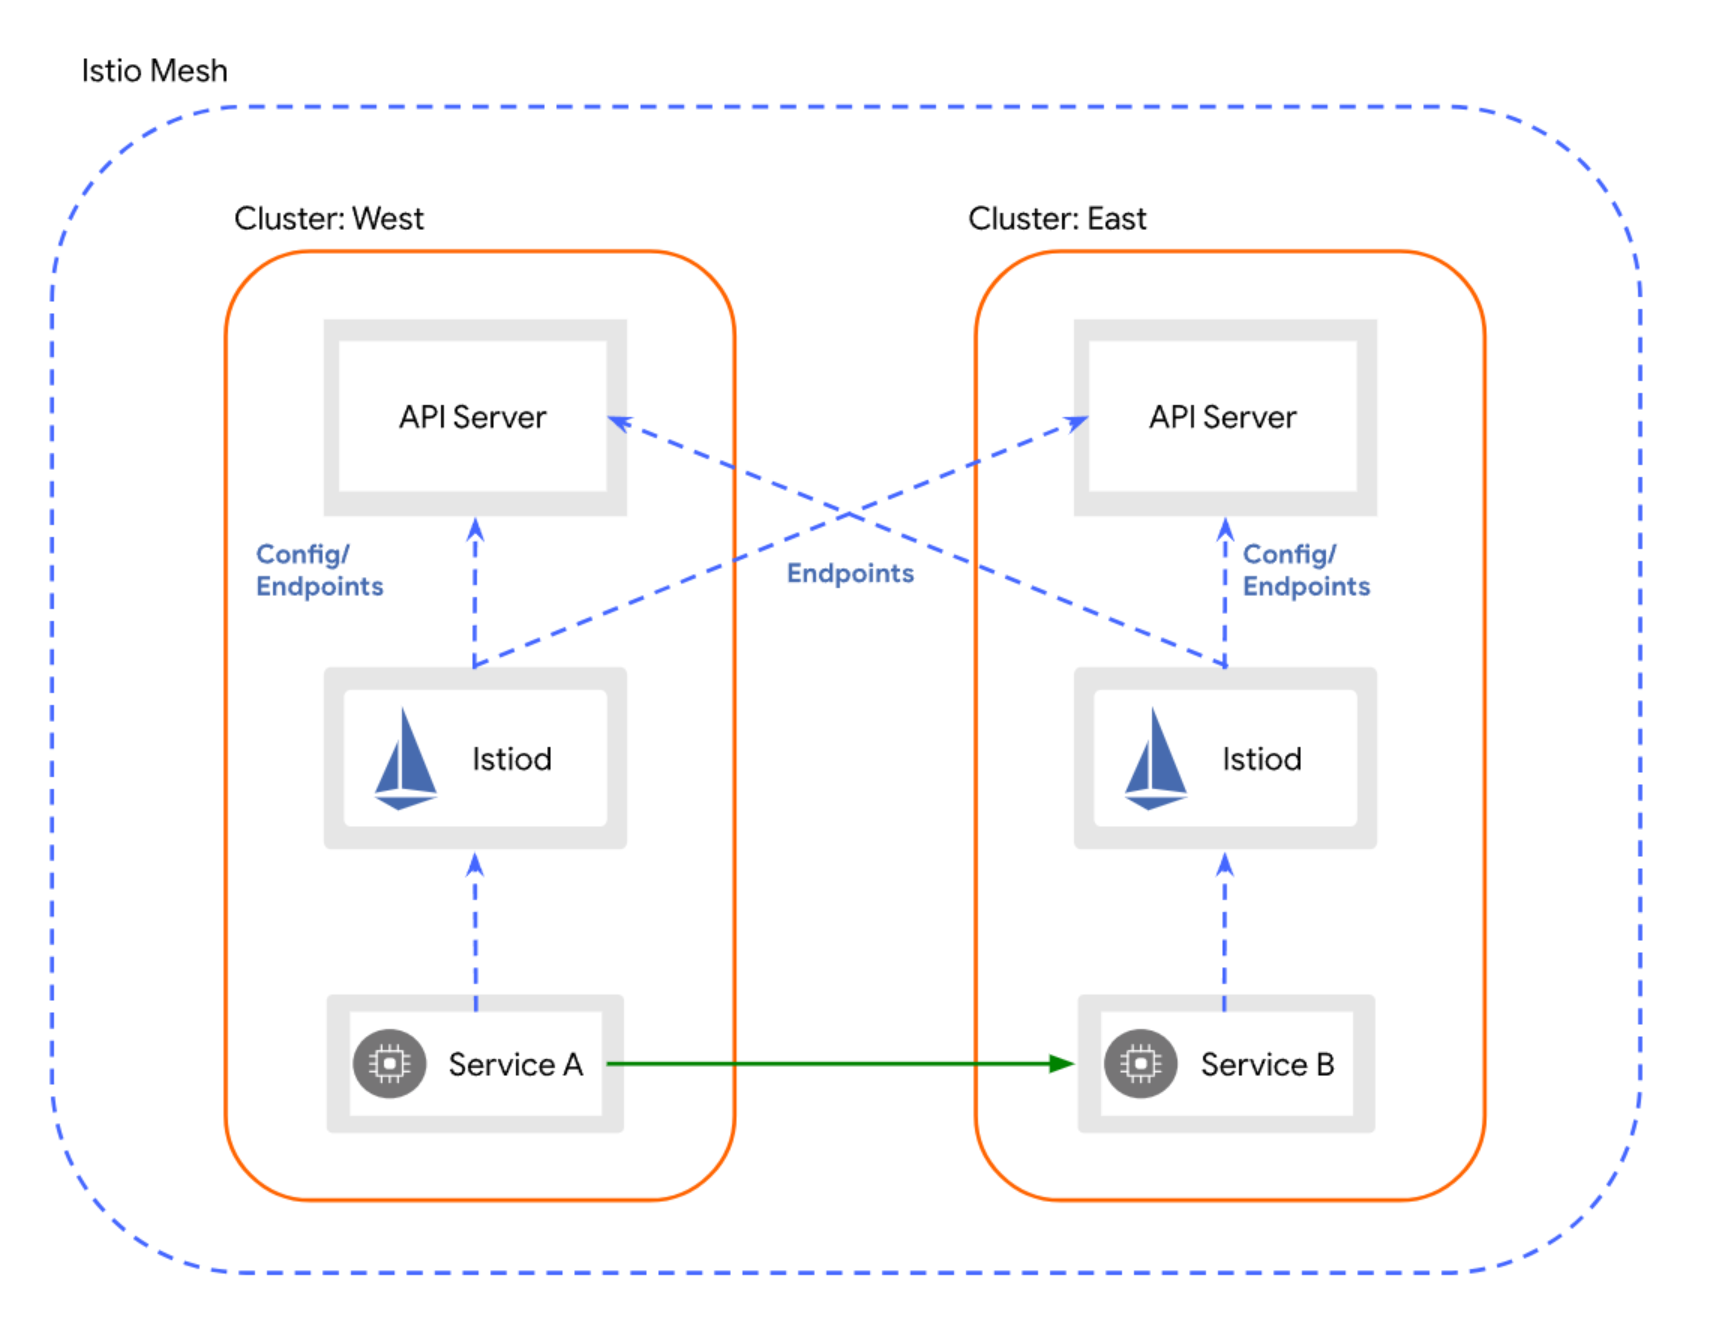 Istio Mesh
Cluster: West
Cluster: East
API Server
API Server
Config/
Endpoints
Endpoints
Config/
Endpoints
Istiod
Istiod
Service A
Service B